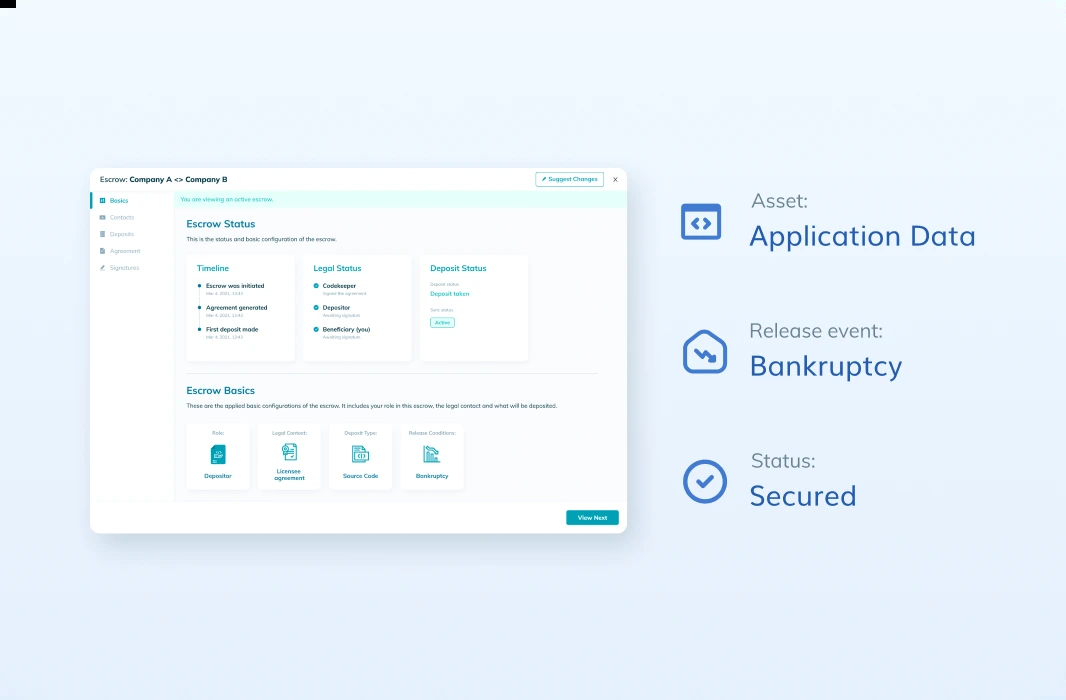 Escrow: Company A <> Company B
Suggest Changes
X
Basics
Contacts
Deposits
Agreement
Signatures
You are viewing an active escrow.
Escrow Status
This is the status and basic configuration of the escrow.
Timeline
Escrow was initiated
Mar 4, 2021, 13:43
Agreement generated
Mar 4, 2021, 13:43
First deposit made
Mar 4, 2021, 13:43
Legal Status
Codekeeper
Signed the agreement
Depositor
Awaiting signature
Beneficiary (you)
Awaiting signature
Deposit Status
Deposit status
Deposit taken
Sync status
Active
Escrow Basics
These are the applied basic configurations of the escrow. It includes your role in this escrow, the legal contact and what will be deposited.
Role:
Depositor
Legal Contact:
Licensee
agreement
Deposit Type:
Source Code
Release Conditions:
Bankruptcy
View Next
Asset:
Application Data
Release event:
Bankruptcy
Status:
Secured